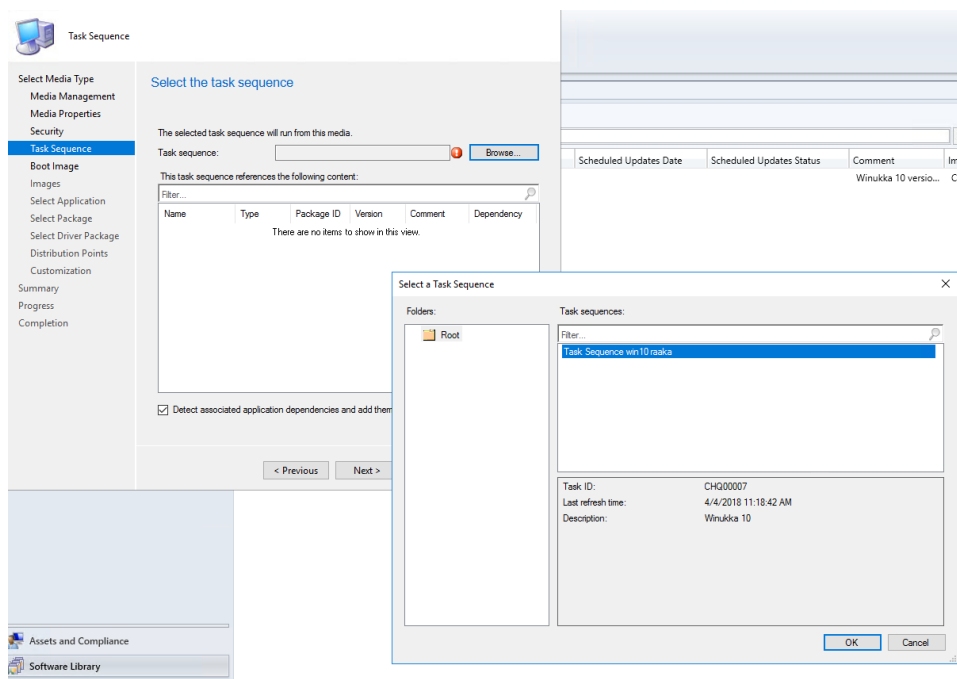 Task Sequence
Select Media Type
Media Management
Media Properties
Security
Task Sequence
Boot Image
Images
Select Application
Select Package
Select Driver Package
Distribution Points
Customization
Summary
Progress
Completion
Select the task sequence
The selected task sequence will run from this media.
Task sequence:
Browse...
This task sequence references the following content:
Filter...
Name Type Package ID Version Comment Dependency
There are no items to show in this view.
Detect associated application dependencies and add them
< Previous Next >
Scheduled Updates Date Scheduled Updates Status Comment
Winukka 10 versio...
Select a Task Sequence
Folders:
Root
Task sequences:
Filter...
Task Sequence win10 raaka
Task ID: CHQ00007
Last refresh time: 4/4/2018 11:18:42 AM
Description: Winukka 10
OK Cancel
Assets and Compliance
Software Library